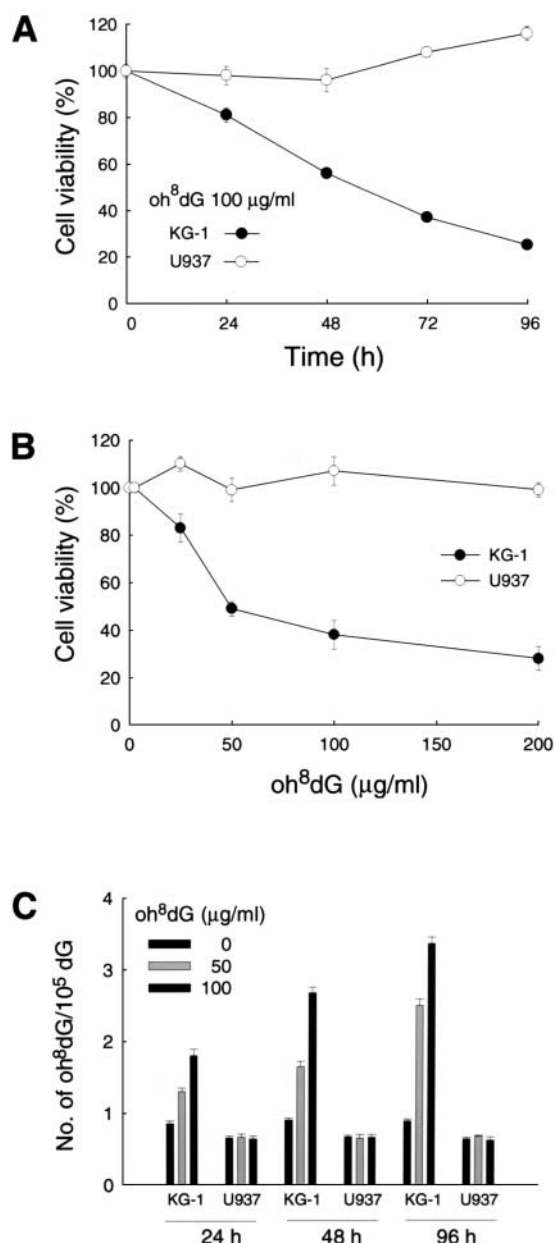 A
120
100
80
60
40
20
0
Cell viability (%)
oh⁸dG 100 μg/ml
KG-1
U937
0 24 48 72 96
Time (h)
B
120
100
80
60
40
20
0
Cell viability (%)
KG-1
U937
0 50 100 150 200
oh⁸dG (μg/ml)
C
4
3
2
1
0
No. of oh⁸dG/10⁵ dG
oh⁸dG (μg/ml)
0
50
100
KG-1 U937 KG-1 U937 KG-1 U937
24 h 48 h 96 h